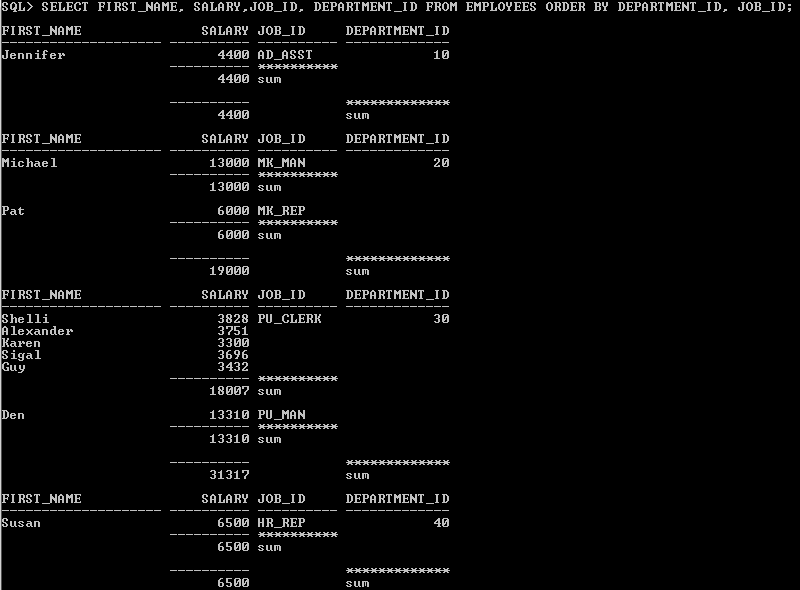 SQL> SELECT FIRST_NAME, SALARY,JOB_ID, DEPARTMENT_ID FROM EMPLOYEES ORDER BY DEPARTMENT_ID, JOB_ID;
FIRST_NAME               SALARY JOB_ID     DEPARTMENT_ID
-------------------- ---------- ---------- -------------
Jennifer                   4400 AD_ASST               10
                     ---------- **********
                           4400 sum

                     ----------            *************
                           4400            sum

FIRST_NAME               SALARY JOB_ID     DEPARTMENT_ID
-------------------- ---------- ---------- -------------
Michael                   13000 MK_MAN                20
                     ---------- **********
                          13000 sum

Pat                        6000 MK_REP
                     ---------- **********
                           6000 sum

                     ----------            *************
                          19000            sum

FIRST_NAME               SALARY JOB_ID     DEPARTMENT_ID
-------------------- ---------- ---------- -------------
Shelli                     3828 PU_CLERK              30
Alexander                  3751
Karen                      3300
Sigal                      3696
Guy                        3432
                     ---------- **********
                          18007 sum

Den                       13310 PU_MAN
                     ---------- **********
                          13310 sum

                     ----------            *************
                          31317            sum

FIRST_NAME               SALARY JOB_ID     DEPARTMENT_ID
-------------------- ---------- ---------- -------------
Susan                      6500 HR_REP                40
                     ---------- **********
                           6500 sum

                     ----------            *************
                           6500            sum